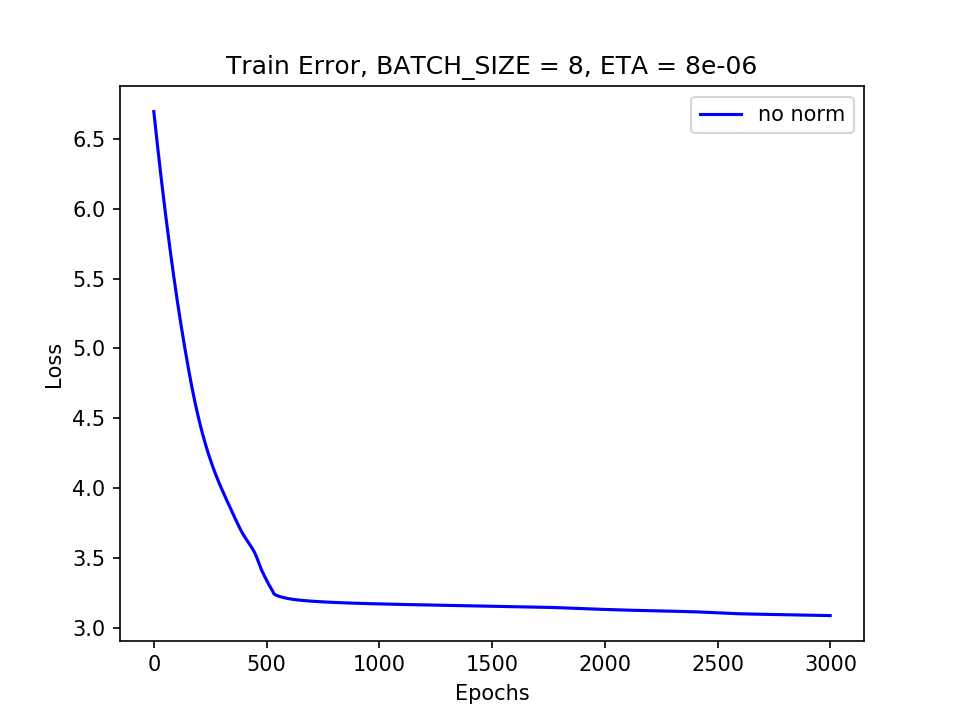 Train Error, BATCH_SIZE = 8, ETA = 8e-06
no norm
6.5
6.0
5.5
5.0
4.5
4.0
3.5
3.0
Loss
0 500 1000 1500 2000 2500 3000
Epochs